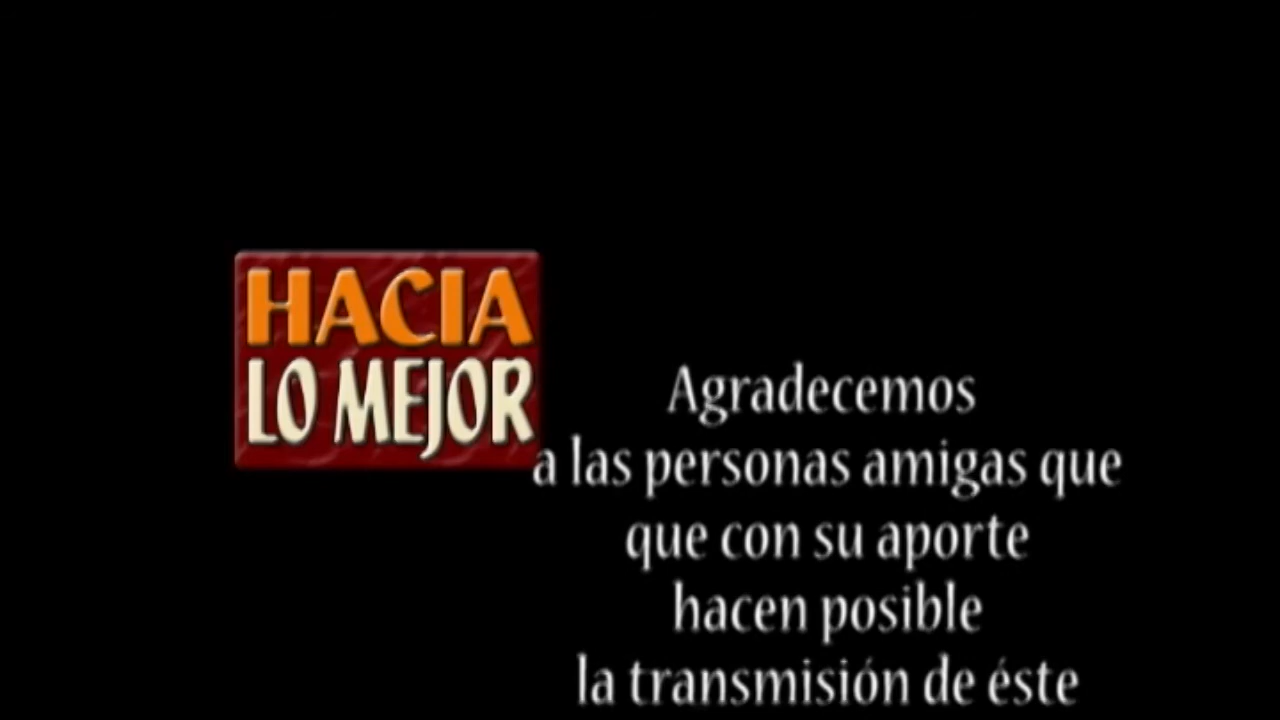 HACIA
LO MEJOR
Agradecemos
a las personas amigas que
que con su aporte
hacen posible
la transmisión de éste